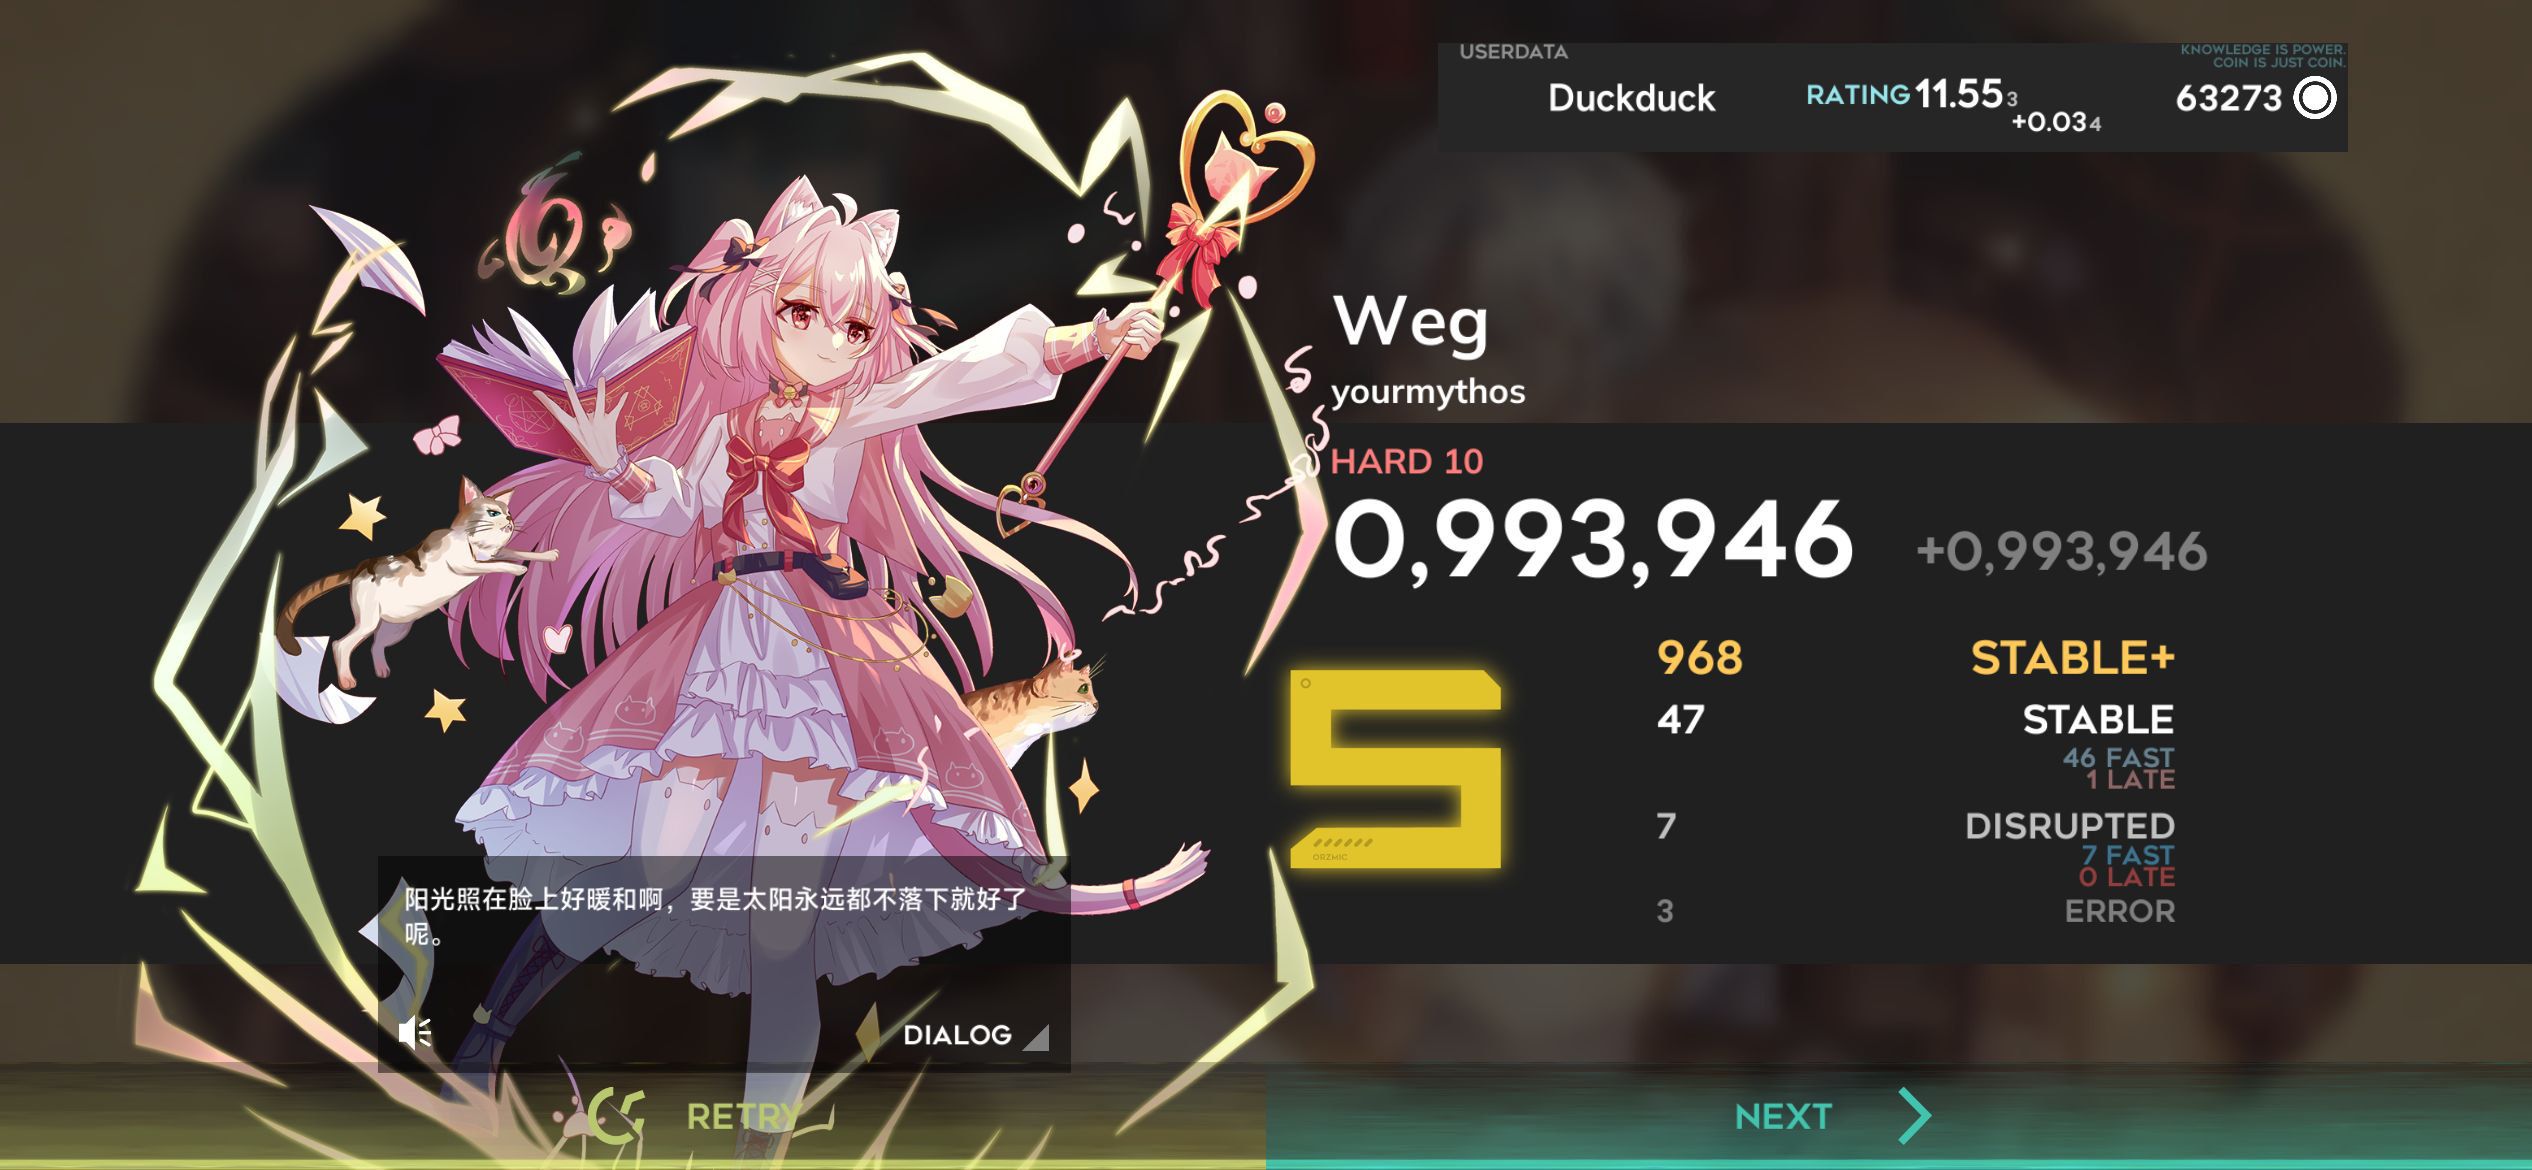 USERDATA
KNOWLEDGE IS POWER.
COIN IS JUST COIN.
Duckduck
RATING 11.553
+0.034
63273
Weg
yourmythos
HARD 10
0,993,946 +0,993,946
S
ORZMIC
968 STABLE+
47 STABLE
46 FAST
1 LATE
7 DISRUPTED
7 FAST
0 LATE
3 ERROR
阳光照在脸上好暖和啊，要是太阳永远都不落下就好了
呢。
DIALOG
RETRY
NEXT